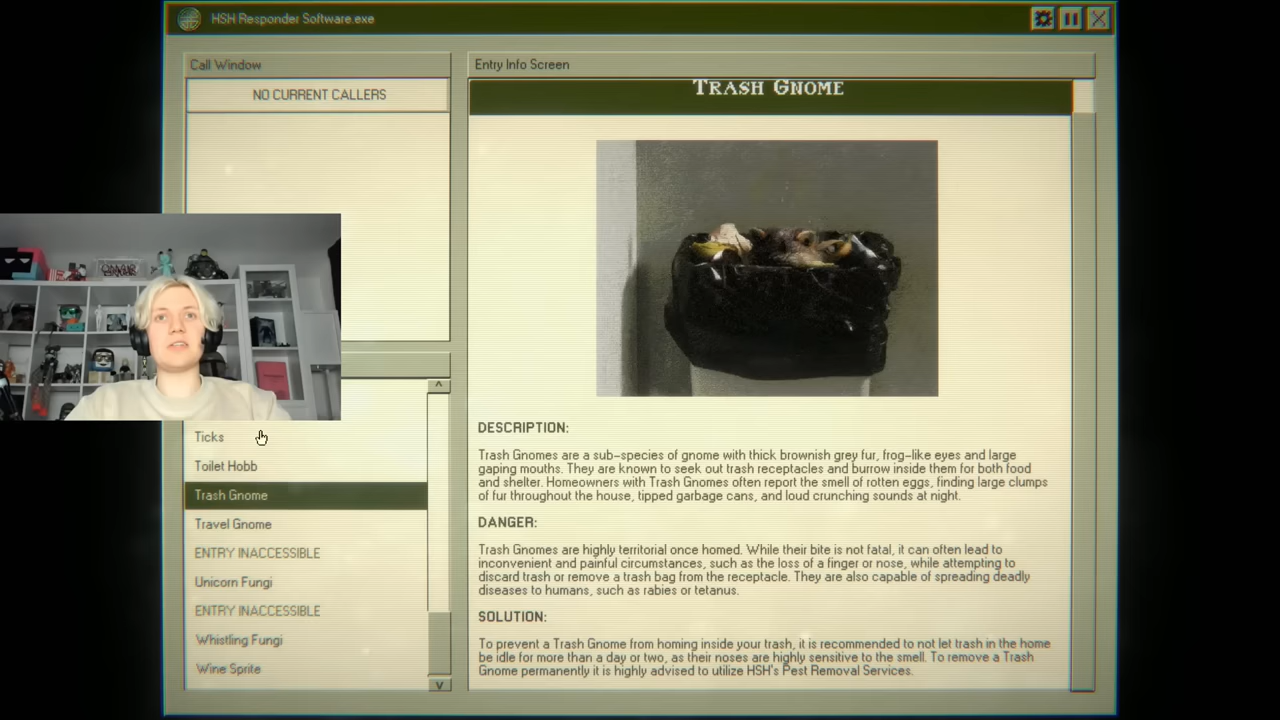 HSH Responder Software.exe
Call Window
NO CURRENT CALLERS
Ticks
Toilet Hobb
Trash Gnome
Travel Gnome
ENTRY INACCESSIBLE
Unicorn Fungi
ENTRY INACCESSIBLE
Whistling Fungi
Wine Sprite
Entry Info Screen
TRASH GNOME
DESCRIPTION:
Trash Gnomes are a sub-species of gnome with thick brownish grey fur, frog-like eyes and large
gaping mouths. They are known to seek out trash receptacles and burrow inside them for both food
and shelter. Homeowners with Trash Gnomes often report the smell of rotten eggs, finding large clumps
of fur throughout the house, tipped garbage cans, and loud crunching sounds at night.
DANGER:
Trash Gnomes are highly territorial once homed. While their bite is not fatal, it can often lead to
inconvenient and painful circumstances, such as the loss of a finger or nose, while attempting to
discard trash or remove a trash bag from the receptacle. They are also capable of spreading deadly
diseases to humans, such as rabies or tetanus.
SOLUTION:
To prevent a Trash Gnome from homing inside your trash, it is recommended to not let trash in the home
be idle for more than a day or two, as their noses are highly sensitive to the smell. To remove a Trash
Gnome permanently it is highly advised to utilize HSH's Pest Removal Services.